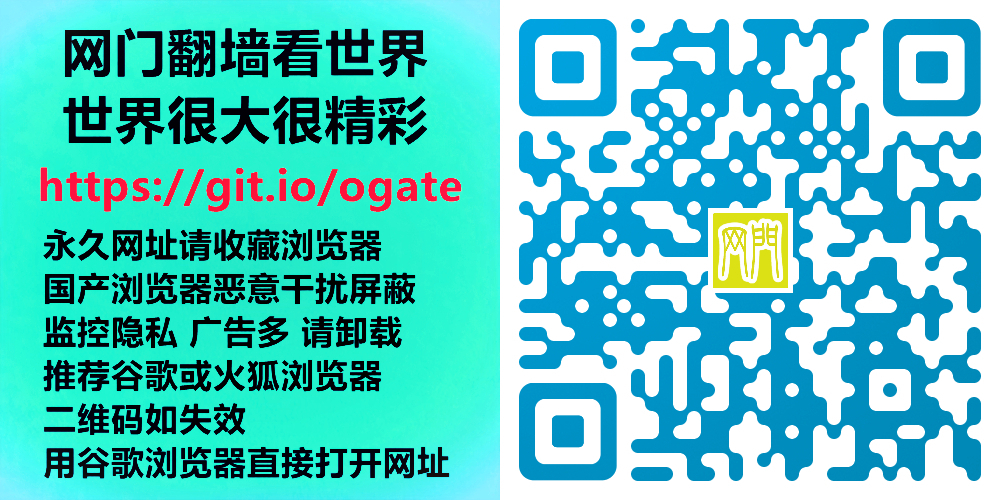 网门翻墙看世界
世界很大很精彩
https://git.io/ogate
永久网址请收藏浏览器
国产浏览器恶意干扰屏蔽
监控隐私 广告多 请卸载
推荐谷歌或火狐浏览器
二维码如失效
用谷歌浏览器直接打开网址
网門